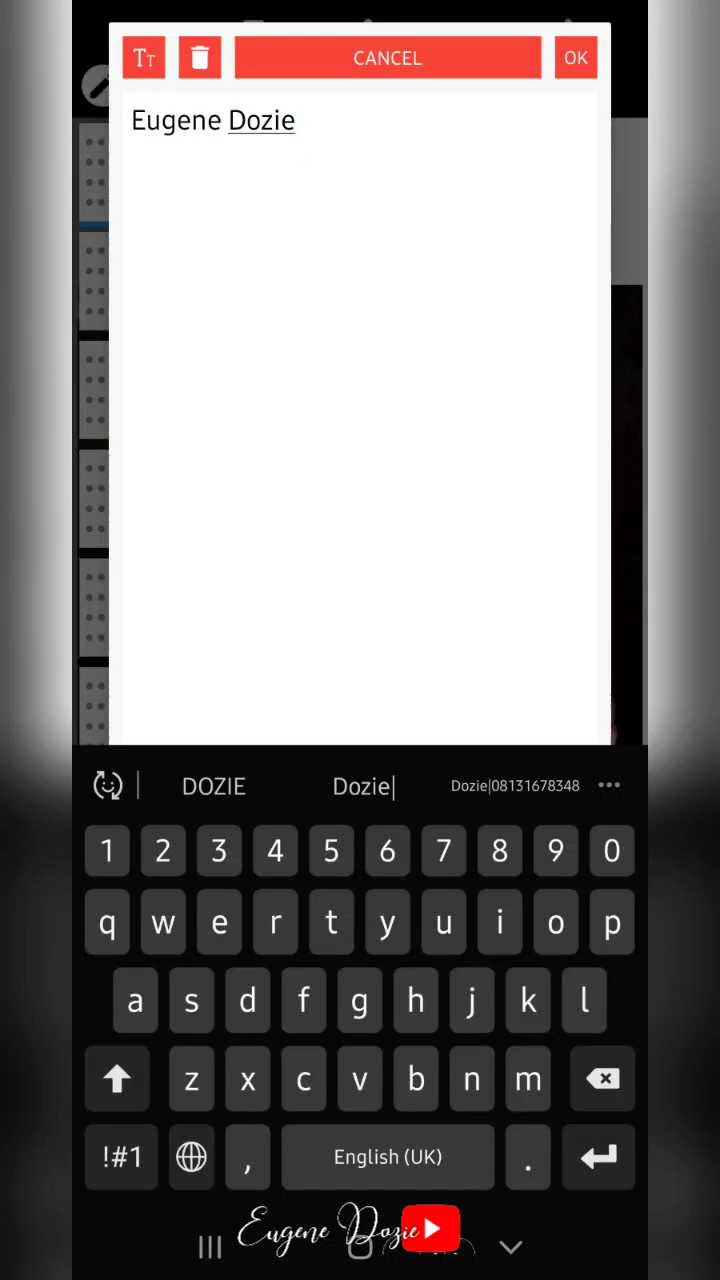 TT CANCEL OK
Eugene Dozie
DOZIE Dozie| Dozie|08131678348
1 2 3 4 5 6 7 8 9 0
q w e r t y u i o p
a s d f g h j k l
z x c v b n m
!#1 , English (UK) .
Eugene Dozie